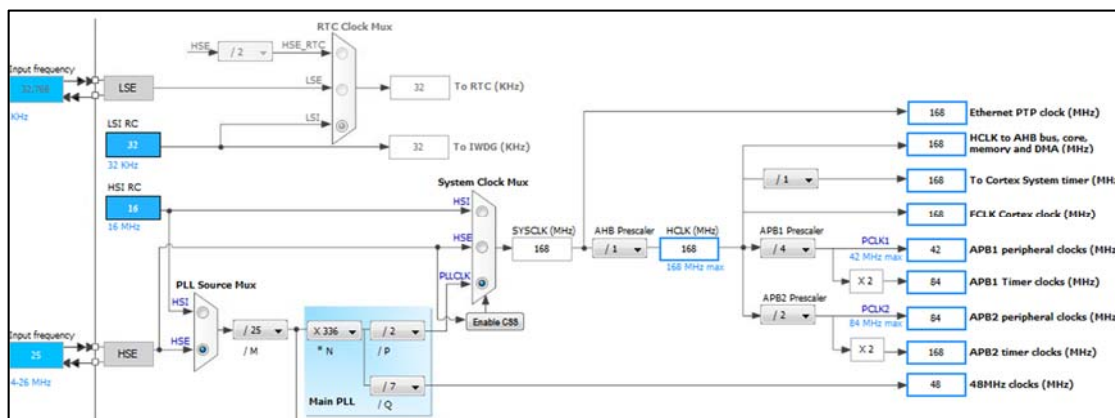 RTC Clock Mux
HSE
/ 2
HSE_RTC
Input frequency
32.768
KHz
LSE
LSE
32
To RTC (KHz)
LSI RC
32
32 KHz
LSI
32
To IWDG (KHz)
HSI RC
16
16 MHz
System Clock Mux
HSI
HSE
PLLCLK
SYSCLK (MHz)
168
AHB Prescaler
/ 1
HCLK (MHz)
168
168 MHz max
Enable CSS
168
Ethernet PTP clock (MHz)
168
HCLK to AHB bus, core,
memory and DMA (MHz)
/ 1
168
To Cortex System timer (MHz
168
FCLK Cortex clock (MHz)
APB1 Prescaler
/ 4
PCLK1
42 MHz max
42
APB1 peripheral clocks (MHz
X 2
84
APB1 Timer clocks (MHz)
APB2 Prescaler
/ 2
PCLK2
84 MHz max
84
APB2 peripheral clocks (MHz
X 2
168
APB2 timer clocks (MHz)
48
48MHz clocks (MHz)
PLL Source Mux
HSI
HSE
Input frequency
25
4-26 MHz
HSE
/ 25
/ M
X 336
* N
/ 2
/ P
/ 7
/ Q
Main PLL